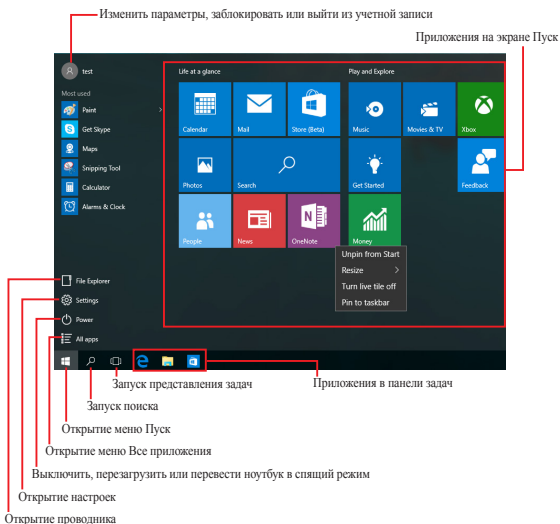 Изменить параметры, заблокировать или выйти из учетной записи
Приложения на экране Пуск
test
Life at a glance
Play and Explore
Most used
Paint
Get Skype
Maps
Snipping Tool
Calculator
Alarms & Clock
Calendar
Mail
Store (Beta)
Music
Movies & TV
Xbox
Photos
Search
Get Started
Feedback
People
News
OneNote
Money
Unpin from Start
Resize
Turn live tile off
Pin to taskbar
File Explorer
Settings
Power
All apps
Запуск представления задач
Приложения в панели задач
Запуск поиска
Открытие меню Пуск
Открытие меню Все приложения
Выключить, перезагрузить или перевести ноутбук в спящий режим
Открытие настроек
Открытие проводника